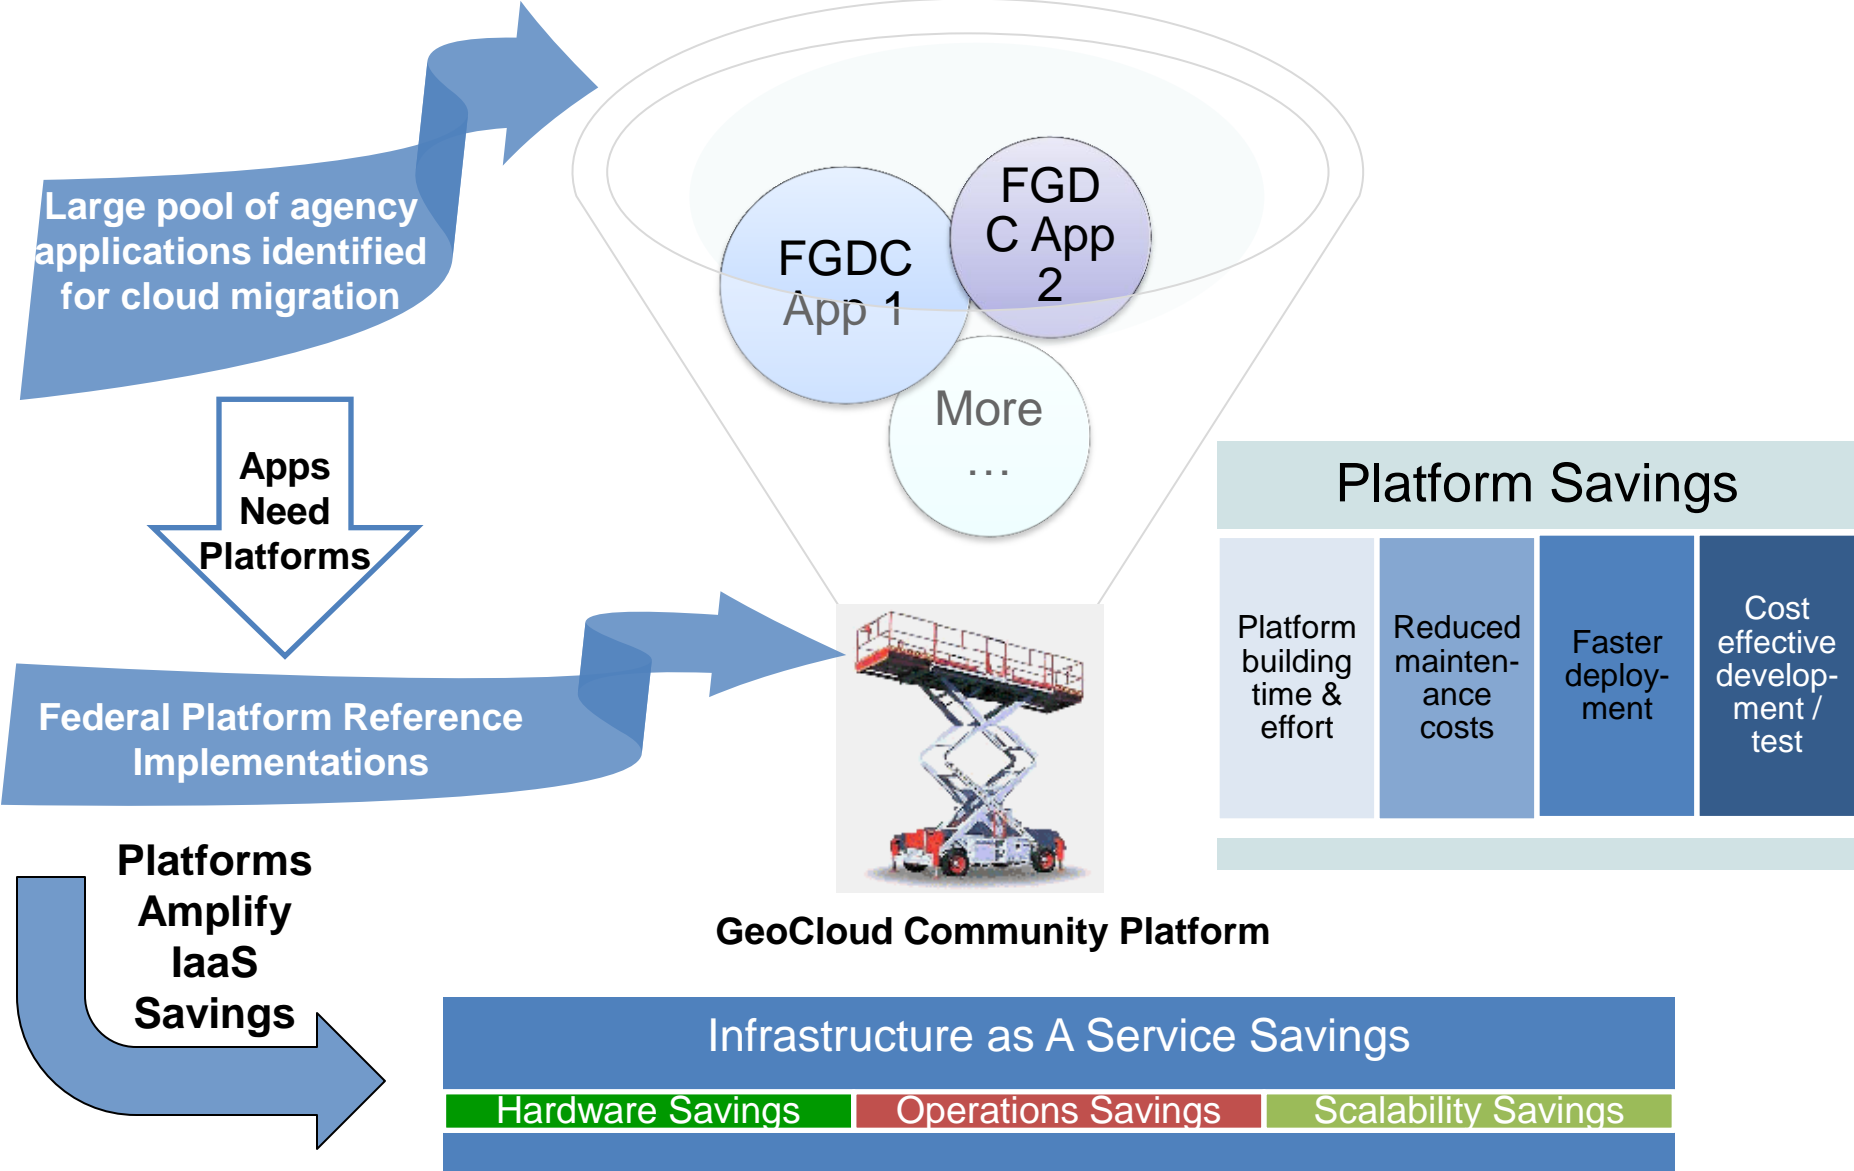 Large pool of agency
applications identified
for cloud migration
FGDC
App 1
FGD
C App
2
More
…
Apps
Need
Platforms
Federal Platform Reference
Implementations
Platform Savings
Platform
building
time &
effort
Reduced
mainten-
ance
costs
Faster
deploy-
ment
Cost
effective
develop-
ment /
test
Platforms
Amplify
IaaS
Savings
GeoCloud Community Platform
Infrastructure as A Service Savings
Hardware Savings
Operations Savings
Scalability Savings